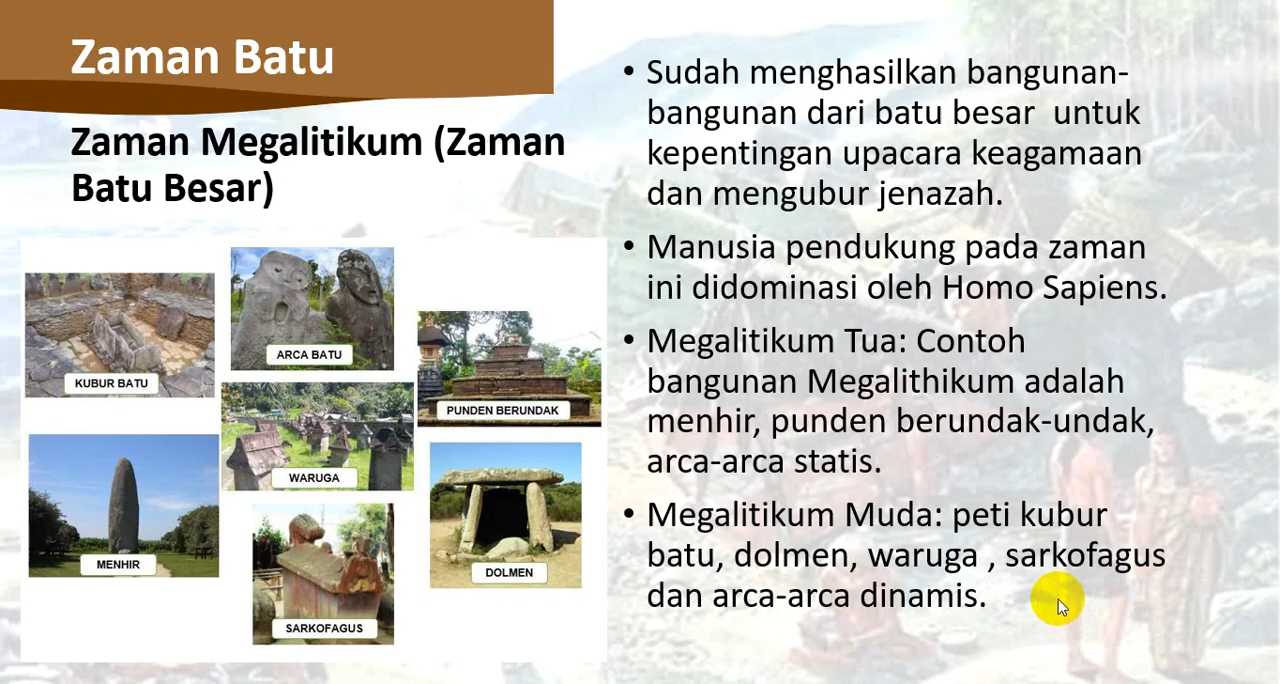 Zaman Batu
Zaman Megalitikum (Zaman
Batu Besar)
KUBUR BATU
ARCA BATU
PUNDEN BERUNDAK
WARUGA
MENHIR
DOLMEN
SARKOFAGUS
• Sudah menghasilkan bangunan-
bangunan dari batu besar  untuk
kepentingan upacara keagamaan
dan mengubur jenazah.
• Manusia pendukung pada zaman
ini didominasi oleh Homo Sapiens.
• Megalitikum Tua: Contoh
bangunan Megalithikum adalah
menhir, punden berundak-undak,
arca-arca statis.
• Megalitikum Muda: peti kubur
batu, dolmen, waruga , sarkofagus
dan arca-arca dinamis.